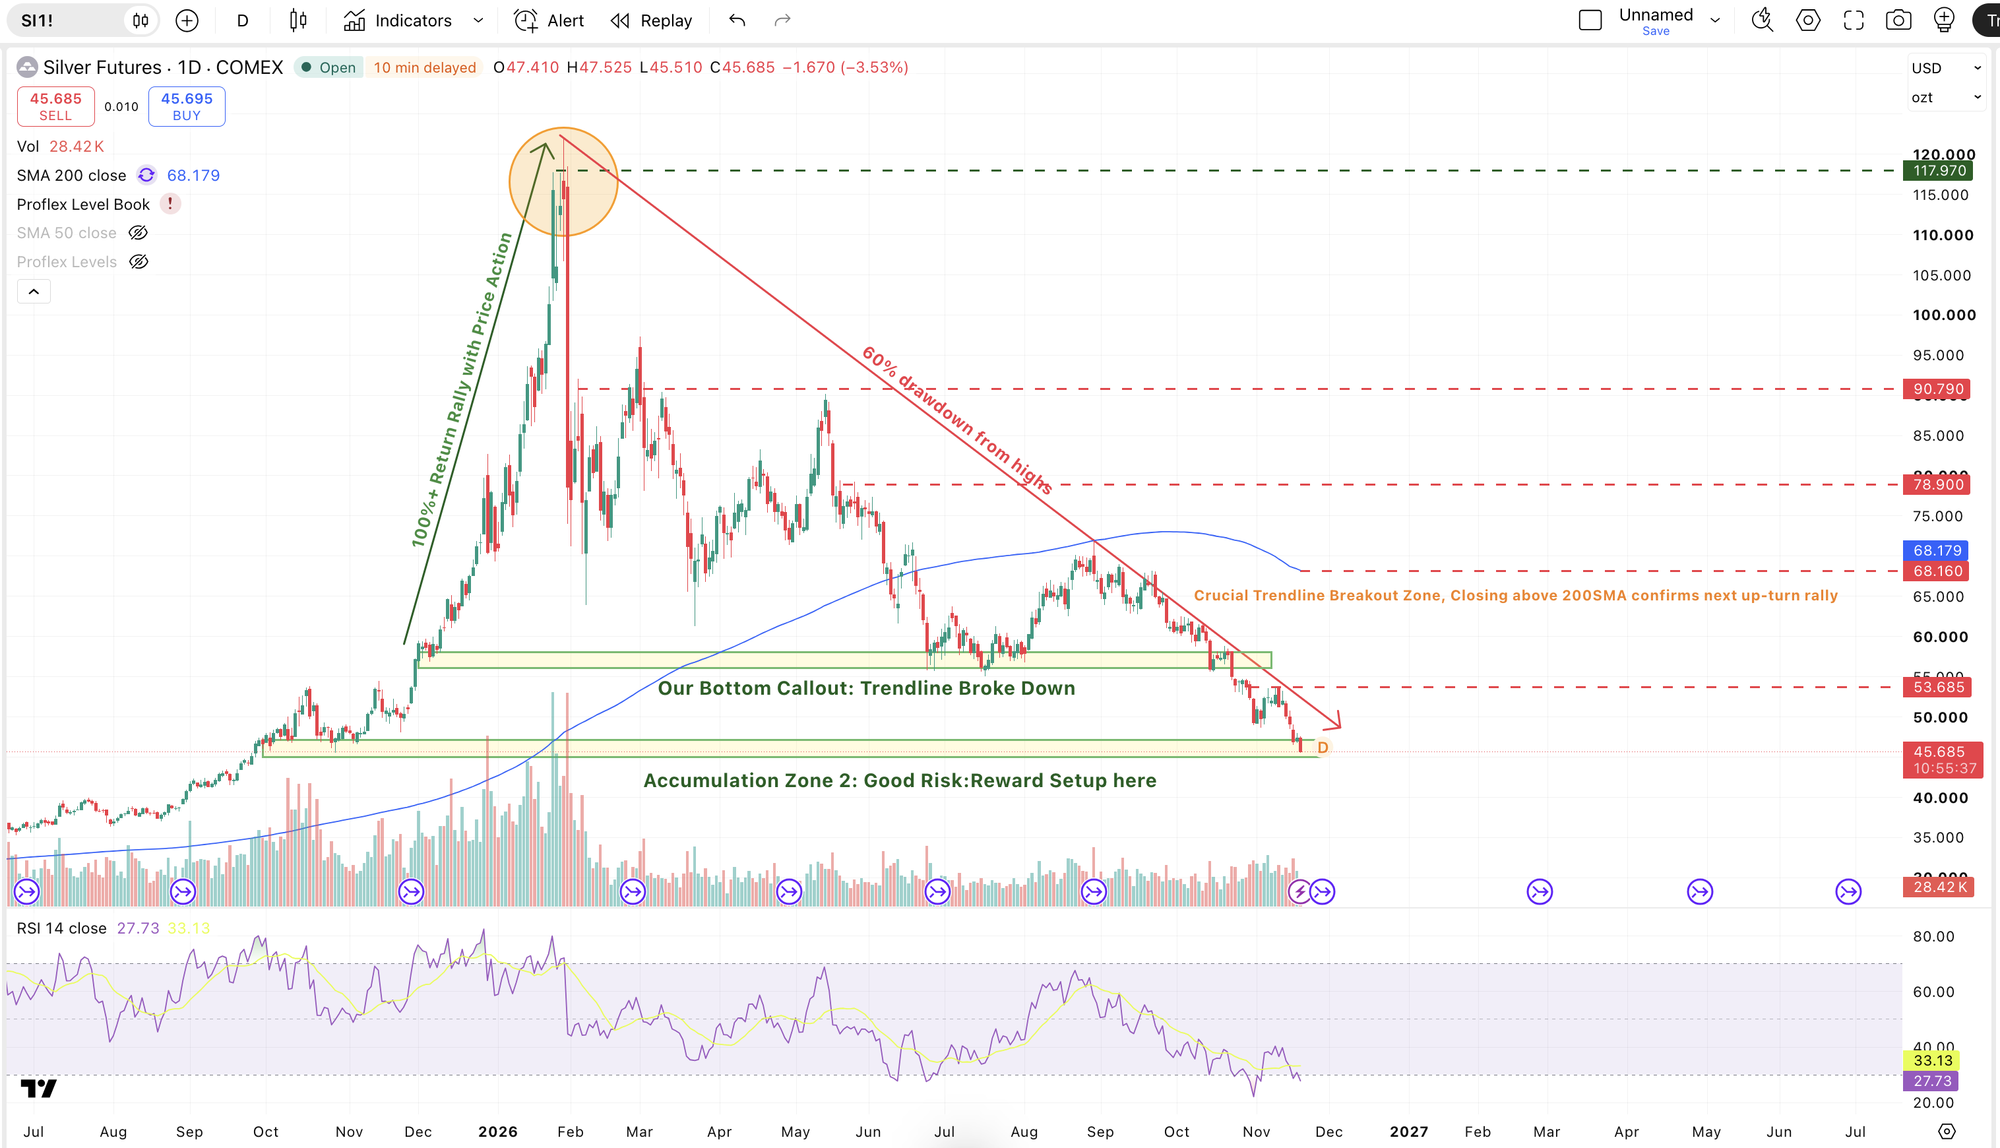 SI1!
D
Indicators
Alert
Replay
Unnamed
Save
Tr
Silver Futures · 1D · COMEX
Open
10 min delayed
O47.410 H47.525 L45.510 C45.685 −1.670 (−3.53%)
USD
ozt
45.685
SELL
0.010
45.695
BUY
Vol 28.42 K
SMA 200 close 68.179
Proflex Level Book !
SMA 50 close
Proflex Levels
100%+ Return Rally with Price Action
60% drawdown from highs
Crucial Trendline Breakout Zone, Closing above 200SMA confirms next up-turn rally
Our Bottom Callout: Trendline Broke Down
D
Accumulation Zone 2: Good Risk:Reward Setup here
120.000
117.970
115.000
110.000
105.000
100.000
95.000
90.790
85.000
78.900
75.000
68.179
68.160
65.000
60.000
53.685
50.000
45.685
10:55:37
40.000
35.000
28.42 K
RSI 14 close 27.73 33.13
80.00
60.00
40.00
33.13
27.73
20.00
Jul Aug Sep Oct Nov Dec 2026 Feb Mar Apr May Jun Jul Aug Sep Oct Nov Dec 2027 Feb Mar Apr May Jun Jul